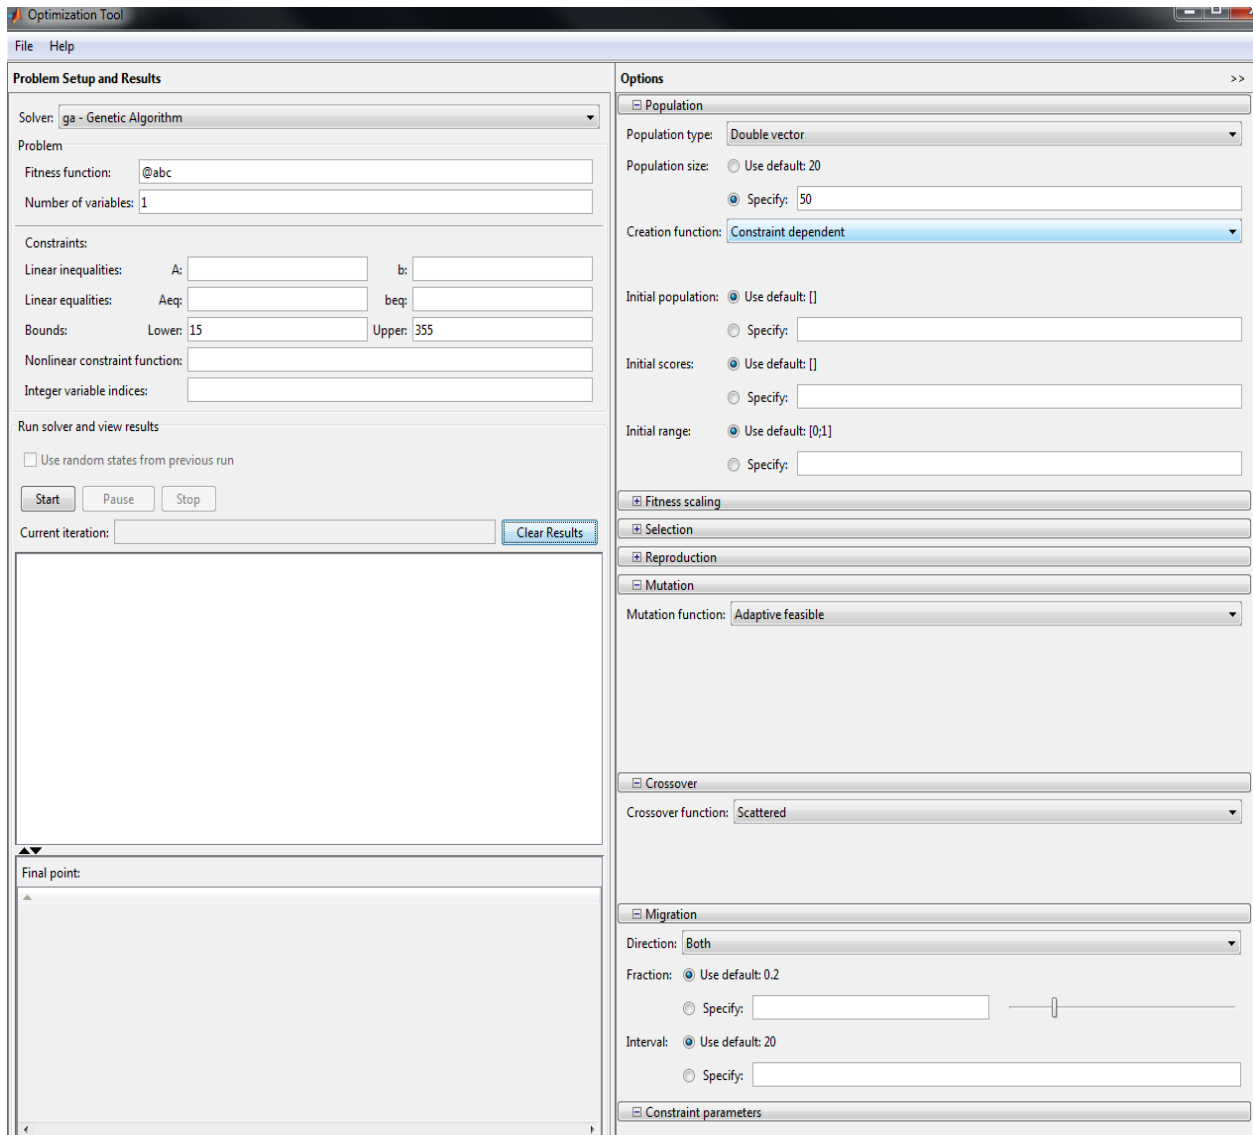 Optimization Tool
File Help
Problem Setup and Results
Solver: ga - Genetic Algorithm
Problem
Fitness function: @abc
Number of variables: 1
Constraints:
Linear inequalities: A: b:
Linear equalities: Aeq: beq:
Bounds: Lower: 15 Upper: 355
Nonlinear constraint function:
Integer variable indices:
Run solver and view results
Use random states from previous run
Start Pause Stop
Current iteration: Clear Results
Final point:
Options >>
Population
Population type: Double vector
Population size: Use default: 20
Specify: 50
Creation function: Constraint dependent
Initial population: Use default: []
Specify:
Initial scores: Use default: []
Specify:
Initial range: Use default: [0;1]
Specify:
Fitness scaling
Selection
Reproduction
Mutation
Mutation function: Adaptive feasible
Crossover
Crossover function: Scattered
Migration
Direction: Both
Fraction: Use default: 0.2
Specify:
Interval: Use default: 20
Specify:
Constraint parameters